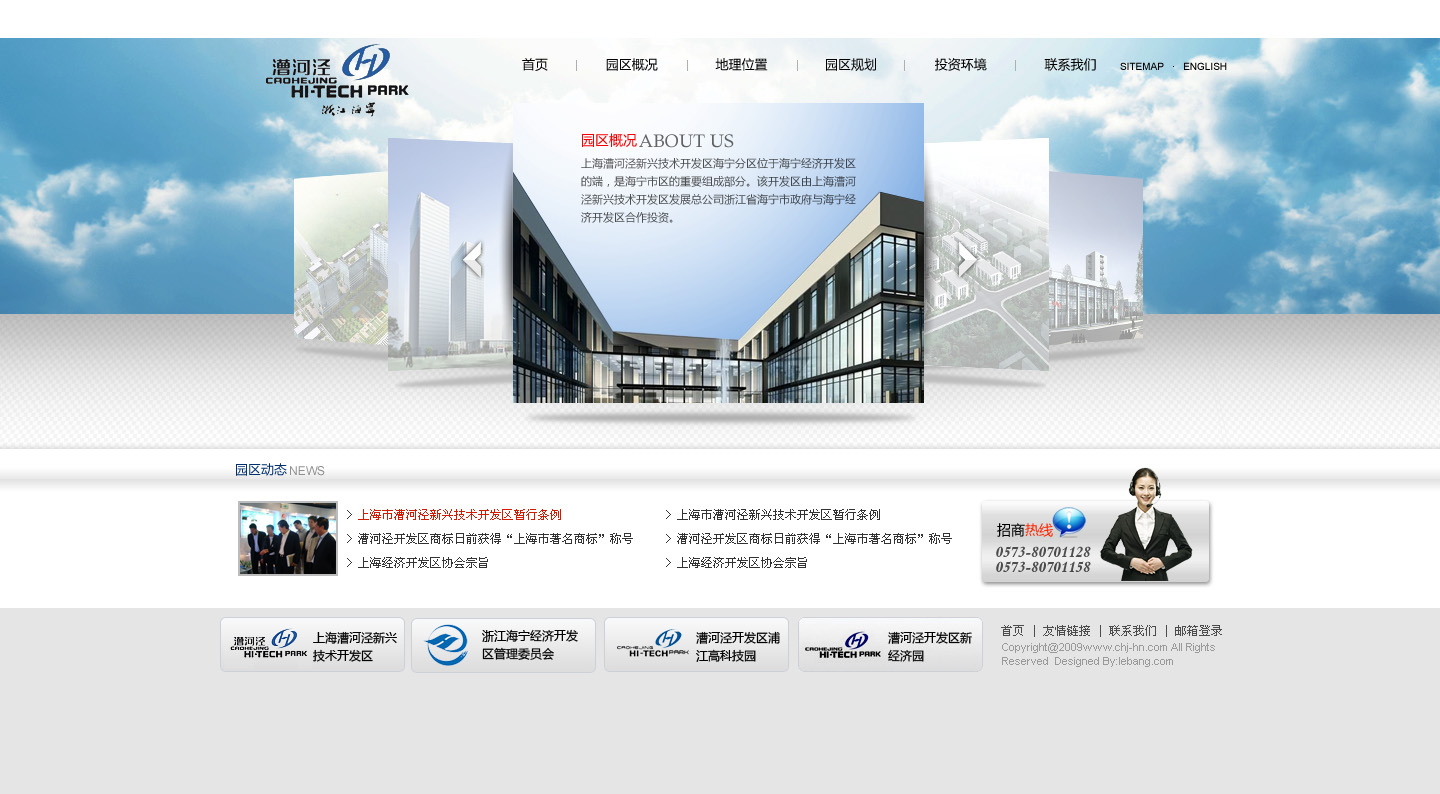 漕河泾
CAOHEJING
HI-TECH PARK
浙江海宁
首页
园区概况
地理位置
园区规划
投资环境
联系我们
SITEMAP · ENGLISH
园区概况 ABOUT US
上海漕河泾新兴技术开发区海宁分区位于海宁经济开发区
的端，是海宁市区的重要组成部分。该开发区由上海漕河
泾新兴技术开发区发展总公司浙江省海宁市政府与海宁经
济开发区合作投资。
园区动态 NEWS
上海市漕河泾新兴技术开发区暂行条例
漕河泾开发区商标日前获得“上海市著名商标”称号
上海经济开发区协会宗旨
上海市漕河泾新兴技术开发区暂行条例
漕河泾开发区商标日前获得“上海市著名商标”称号
上海经济开发区协会宗旨
招商热线
0573-80701128
0573-80701158
漕河泾
CAOHEJING
HI-TECH PARK
上海漕河泾新兴
技术开发区
浙江海宁经济开发
区管理委员会
CAOHEJING
HI-TECH PARK
漕河泾开发区浦
江高科技园
CAOHEJING
HI-TECH PARK
漕河泾开发区新
经济园
首页 | 友情链接 | 联系我们 | 邮箱登录
Copyright@2009www.chj-hn.com All Rights
Reserved Designed By:lebang.com